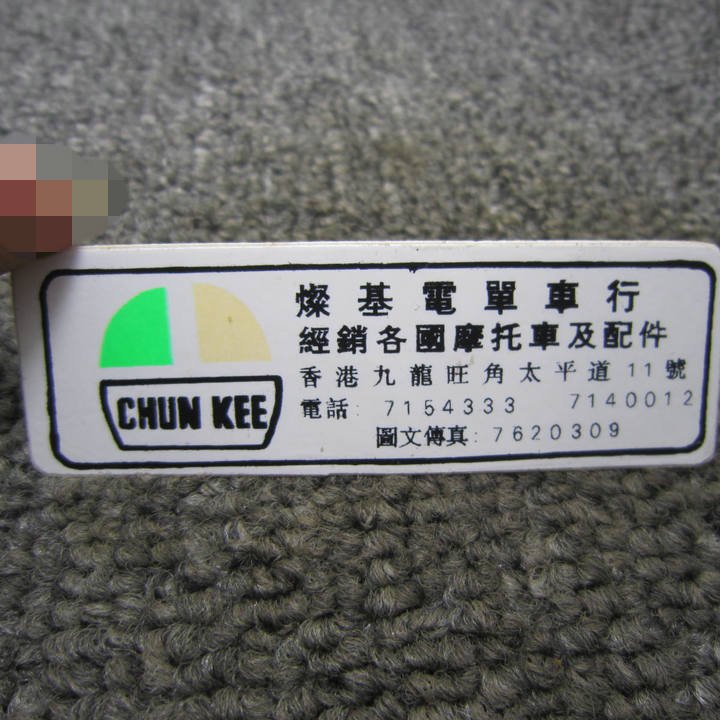 燦基電單車行
經銷各國摩托車及配件
香港九龍旺角太平道11號
電話: 7154333 7140012
圖文傳真: 7620309
CHUN KEE